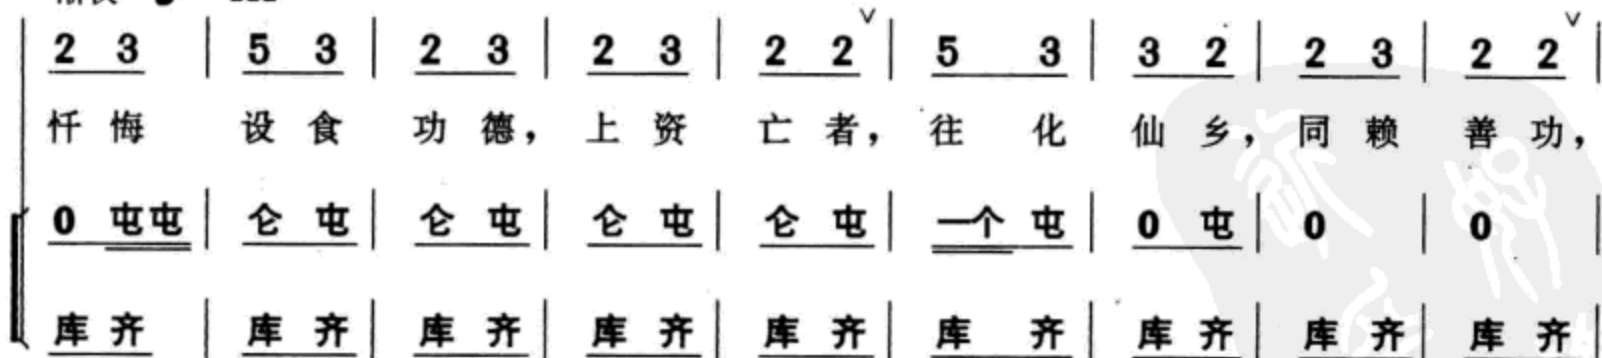 2 3 | 5 3 | 2 3 | 2 3 | 2 2 ∨ | 5 3 | 3 2 | 2 3 | 2 2 ∨ |
忏悔 设食 功德，上资 亡者，往化 仙乡，同赖 善功，
0 屯屯 | 仑 屯 | 仑 屯 | 仑 屯 | 仑 屯 | 一个 屯 | 0 屯 | 0 | 0 |
库 齐 | 库 齐 | 库 齐 | 库 齐 | 库 齐 | 库 齐 | 库 齐 | 库 齐 | 库 齐